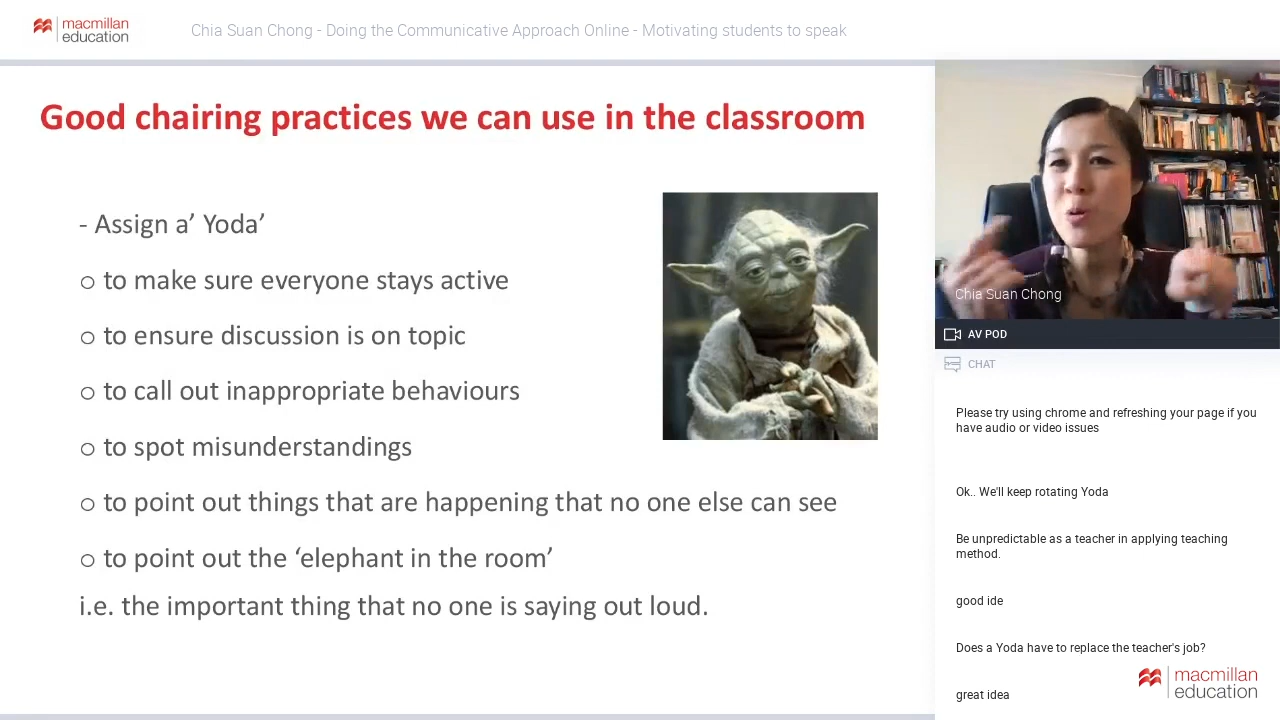 macmillan
education
Chia Suan Chong - Doing the Communicative Approach Online - Motivating students to speak
Good chairing practices we can use in the classroom
- Assign a’ Yoda’
o to make sure everyone stays active
o to ensure discussion is on topic
o to call out inappropriate behaviours
o to spot misunderstandings
o to point out things that are happening that no one else can see
o to point out the ‘elephant in the room’
i.e. the important thing that no one is saying out loud.
Chia Suan Chong
AV POD
CHAT
Please try using chrome and refreshing your page if you
have audio or video issues
Ok.. We'll keep rotating Yoda
Be unpredictable as a teacher in applying teaching
method.
good ide
Does a Yoda have to replace the teacher's job?
great idea
macmillan
education